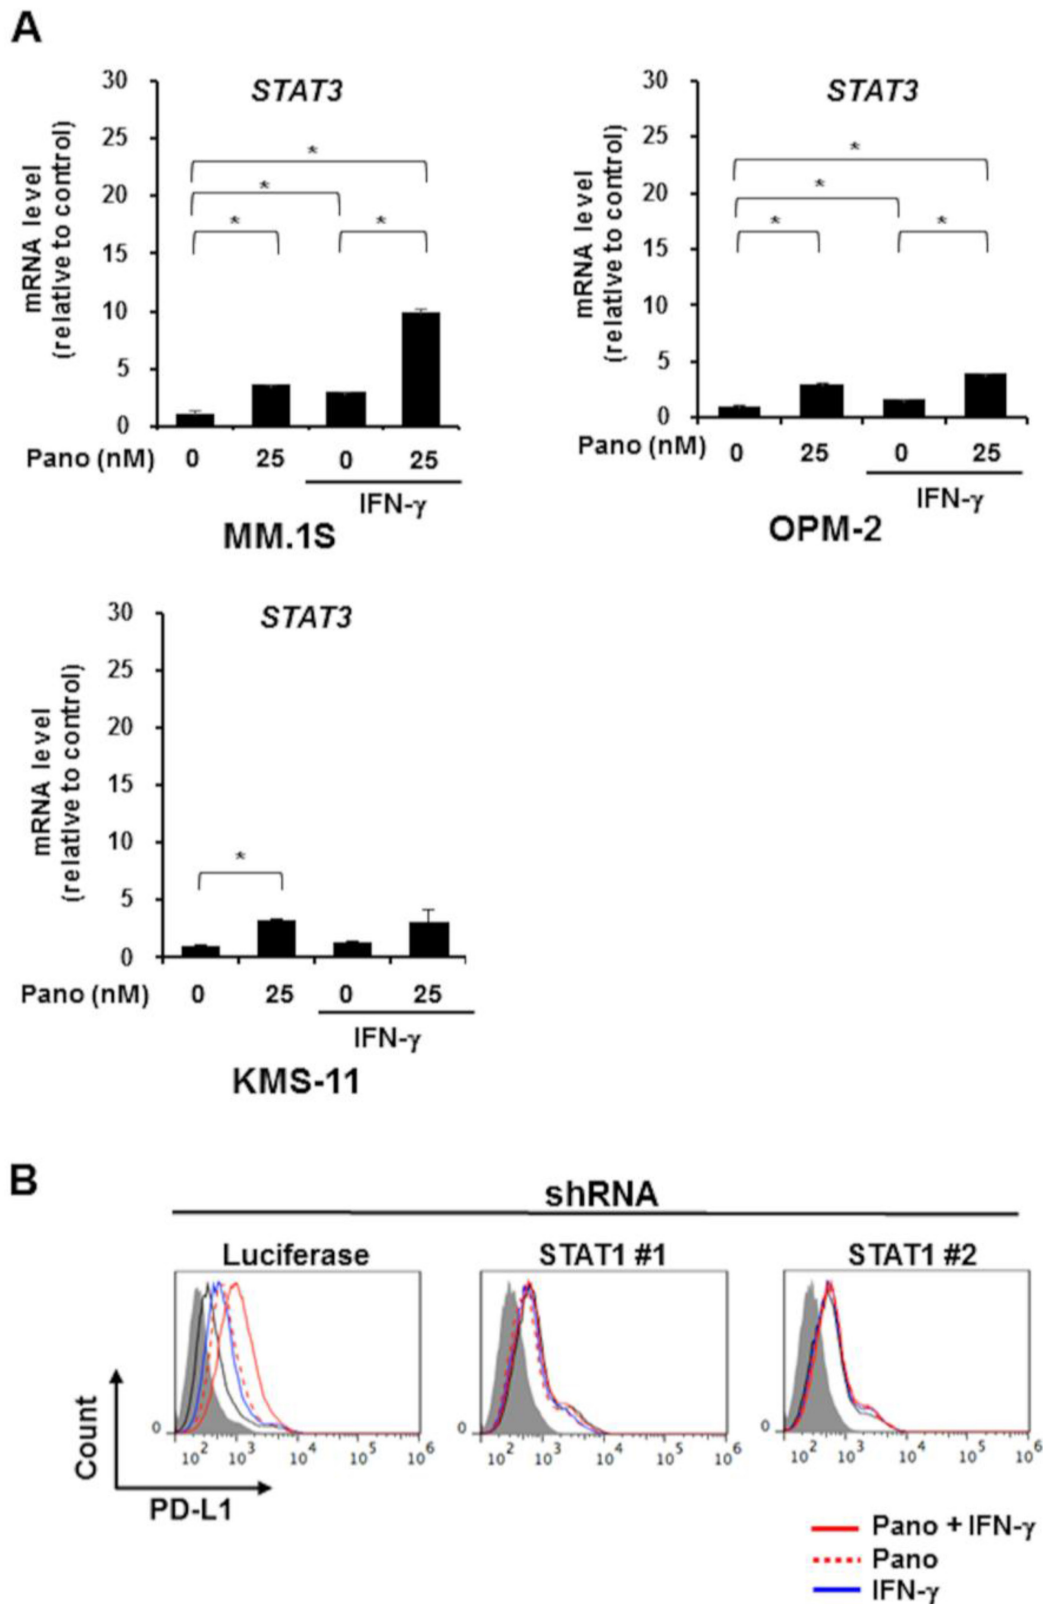 A
STAT3
30
25
20
15
10
5
0
mRNA level
(relative to control)
*
*
*
*
Pano (nM) 0 25 0 25
IFN-γ
MM.1S
STAT3
30
25
20
15
10
5
0
mRNA level
(relative to control)
*
*
*
*
Pano (nM) 0 25 0 25
IFN-γ
OPM-2
STAT3
30
25
20
15
10
5
0
mRNA level
(relative to control)
*
Pano (nM) 0 25 0 25
IFN-γ
KMS-11
B
shRNA
Luciferase STAT1 #1 STAT1 #2
0 0 0
10² 10³ 10⁴ 10⁵ 10⁶ 10² 10³ 10⁴ 10⁵ 10⁶ 10² 10³ 10⁴ 10⁵ 10⁶
Count
PD-L1
Pano + IFN-γ
Pano
IFN-γ